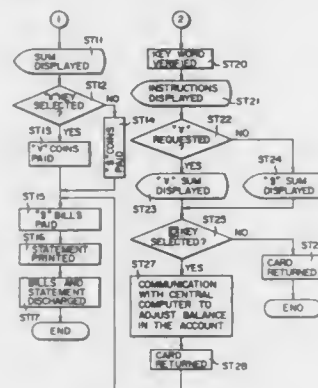 1
ST11
SUM
DISPLAYED
ST12
"¥" KEY
SELECTED
?
NO
YES
ST13
"¥" COINS
PAID
ST14
"$" COINS
PAID
ST15
"$" BILLS
PAID
ST16
STATEMENT
PRINTED
BILLS AND
STATEMENT
DISCHARGED
ST17
END
2
KEY WORD
VERIFIED
ST20
INSTRUCTIONS
DISPLAYED
ST21
ST22
"¥"
REQUESTED
?
NO
YES
ST24
"¥" SUM
DISPLAYED
"$" SUM
DISPLAYED
ST23
ST25
KEY
SELECTED?
NO
YES
ST27
CARD
RETURNED
END
COMMUNICATION
WITH CENTRAL
COMPUTER TO
ADJUST BALANCE
IN THE ACCOUNT
CARD
RETURNED
ST28